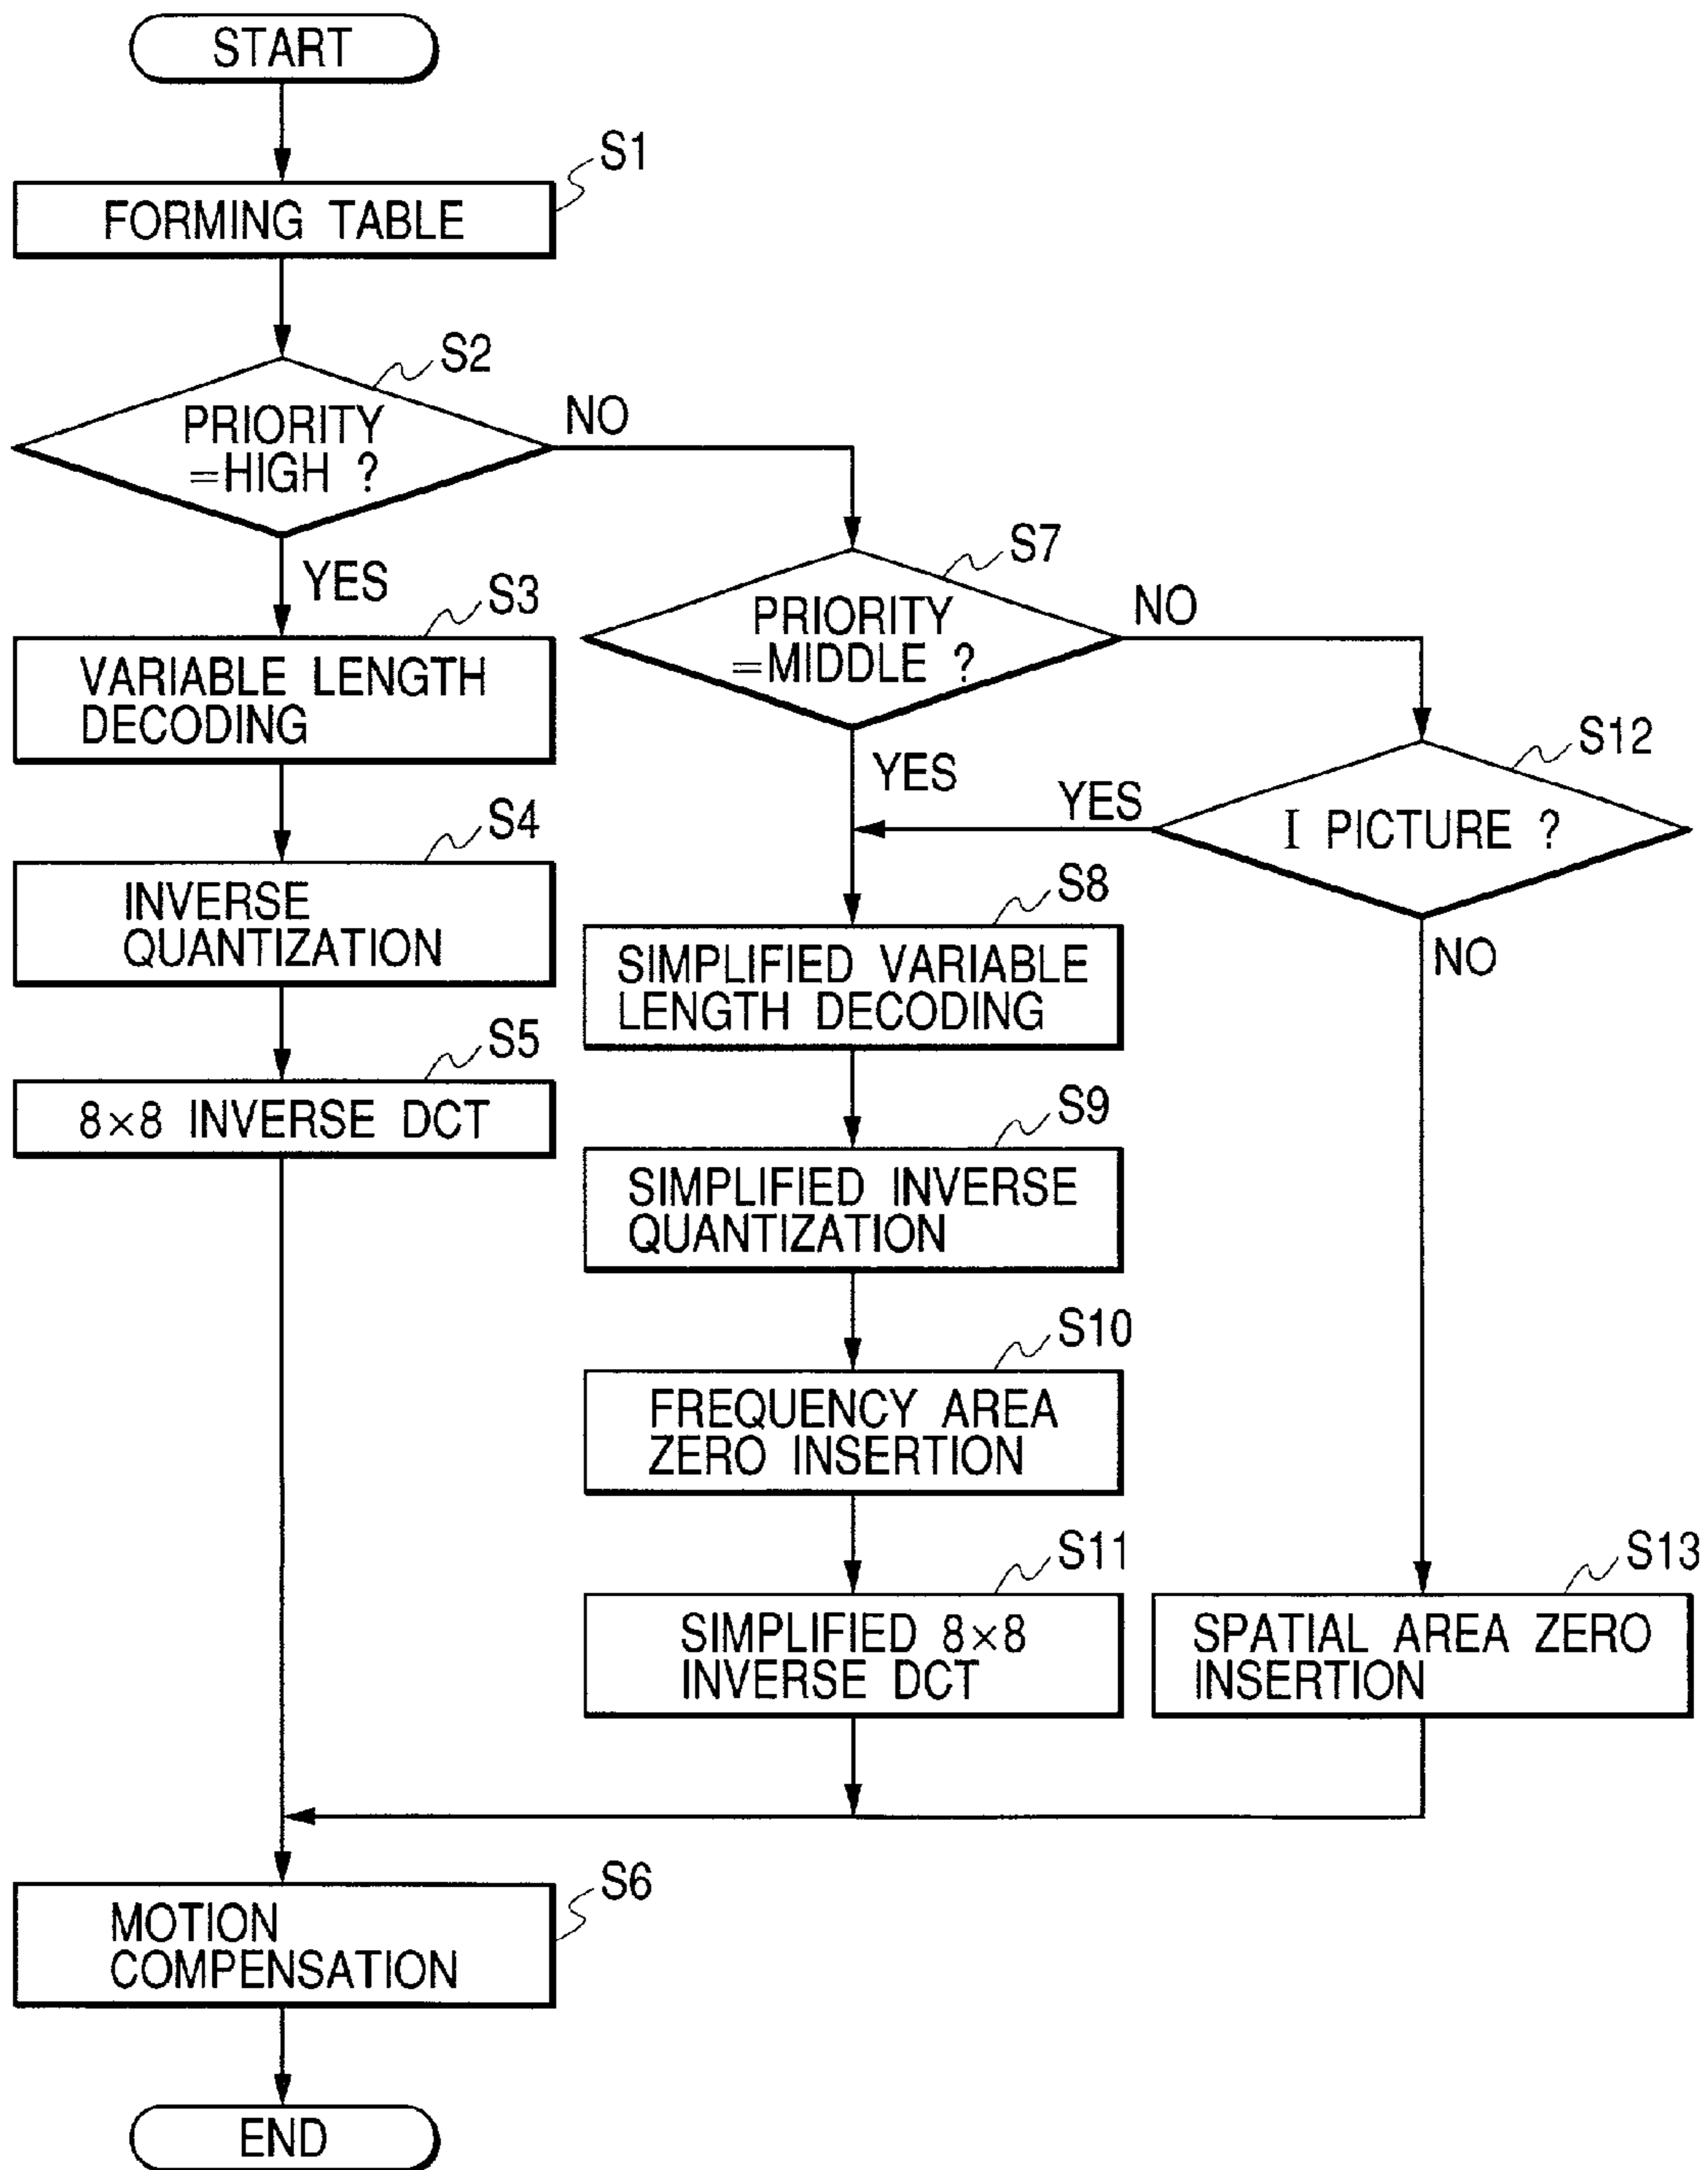 START
S1
FORMING TABLE
S2
PRIORITY
=HIGH ?
NO
YES
S3
VARIABLE LENGTH
DECODING
S4
INVERSE
QUANTIZATION
S5
8×8 INVERSE DCT
S7
PRIORITY
=MIDDLE ?
NO
YES
S12
I PICTURE ?
YES
NO
S8
SIMPLIFIED VARIABLE
LENGTH DECODING
S9
SIMPLIFIED INVERSE
QUANTIZATION
S10
FREQUENCY AREA
ZERO INSERTION
S11
SIMPLIFIED 8×8
INVERSE DCT
S13
SPATIAL AREA ZERO
INSERTION
S6
MOTION
COMPENSATION
END